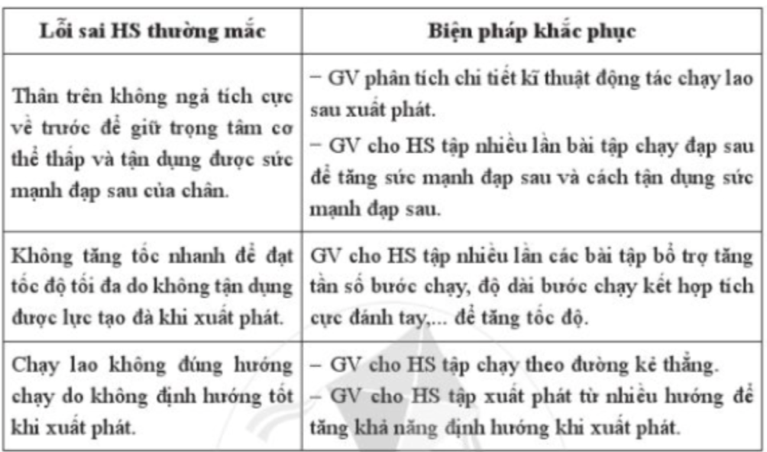 Lỗi sai HS thường mắc
Biện pháp khắc phục
Thân trên không ngả tích cực
về trước để giữ trọng tâm cơ
thể thấp và tận dụng được sức
mạnh đạp sau của chân.
− GV phân tích chi tiết kĩ thuật động tác chạy lao
sau xuất phát.
− GV cho HS tập nhiều lần bài tập chạy đạp sau
để tăng sức mạnh đạp sau và cách tận dụng sức
mạnh đạp sau.
Không tăng tốc nhanh để đạt
tốc độ tối đa do không tận dụng
được lực tạo đà khi xuất phát.
GV cho HS tập nhiều lần các bài tập bổ trợ tăng
tần số bước chạy, độ dài bước chạy kết hợp tích
cực đánh tay,... để tăng tốc độ.
Chạy lao không đúng hướng
chạy do không định hướng tốt
khi xuất phát.
− GV cho HS tập chạy theo đường kẻ thẳng.
− GV cho HS tập xuất phát từ nhiều hướng để
tăng khả năng định hướng khi xuất phát.